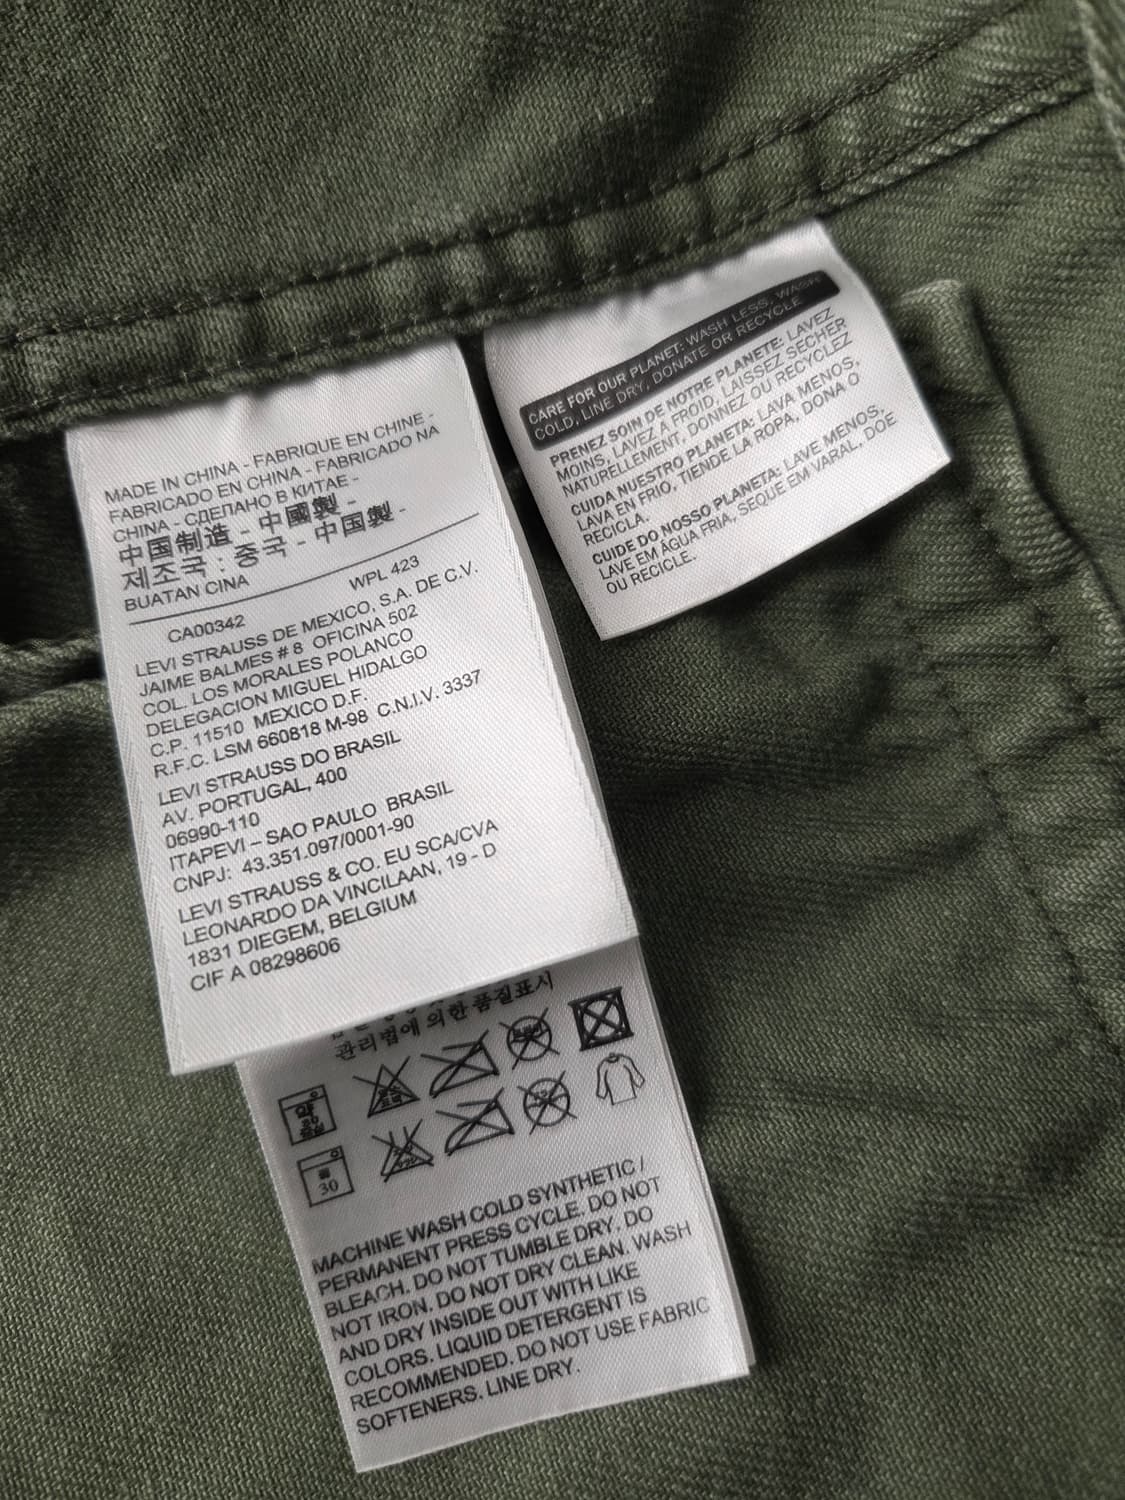 MADE IN CHINA - FABRIQUE EN CHINE -
FABRICADO EN CHINA - FABRICADO NA
CHINA - СДЕЛАНО В КИТАЕ -
中国制造 - 中國製 -
제조국 : 중국 - 中国製 -
BUATAN CINA
CA00342 WPL 423
LEVI STRAUSS DE MEXICO, S.A. DE C.V.
JAIME BALMES # 8 OFICINA 502
COL. LOS MORALES POLANCO
DELEGACION MIGUEL HIDALGO
C.P. 11510 MEXICO D.F.
R.F.C. LSM 660818 M-98 C.N.I.V. 3337
LEVI STRAUSS DO BRASIL
AV. PORTUGAL, 400
06990-110
ITAPEVI – SAO PAULO BRASIL
CNPJ: 43.351.097/0001-90
LEVI STRAUSS & CO. EU SCA/CVA
LEONARDO DA VINCILAAN, 19 - D
1831 DIEGEM, BELGIUM
CIF A 08298606
CARE FOR OUR PLANET: WASH LESS, WASH
COLD, LINE DRY, DONATE OR RECYCLE
PRENEZ SOIN DE NOTRE PLANETE: LAVEZ
MOINS, LAVEZ A FROID, LAISSEZ SÉCHER
NATURELLEMENT, DONNEZ OU RECYCLEZ
CUIDA NUESTRO PLANETA: LAVA MENOS,
LAVA EN FRIO, TIENDE LA ROPA, DONA O
RECICLA.
CUIDE DO NOSSO PLANETA: LAVE MENOS,
LAVE EM ÁGUA FRIA, SEQUE EM VARAL, DOE
OU RECICLE.
관리법에 의한 품질표시
물
30
MACHINE WASH COLD SYNTHETIC /
PERMANENT PRESS CYCLE. DO NOT
BLEACH. DO NOT TUMBLE DRY. DO
NOT IRON. DO NOT DRY CLEAN. WASH
AND DRY INSIDE OUT WITH LIKE
COLORS. LIQUID DETERGENT IS
RECOMMENDED. DO NOT USE FABRIC
SOFTENERS. LINE DRY.